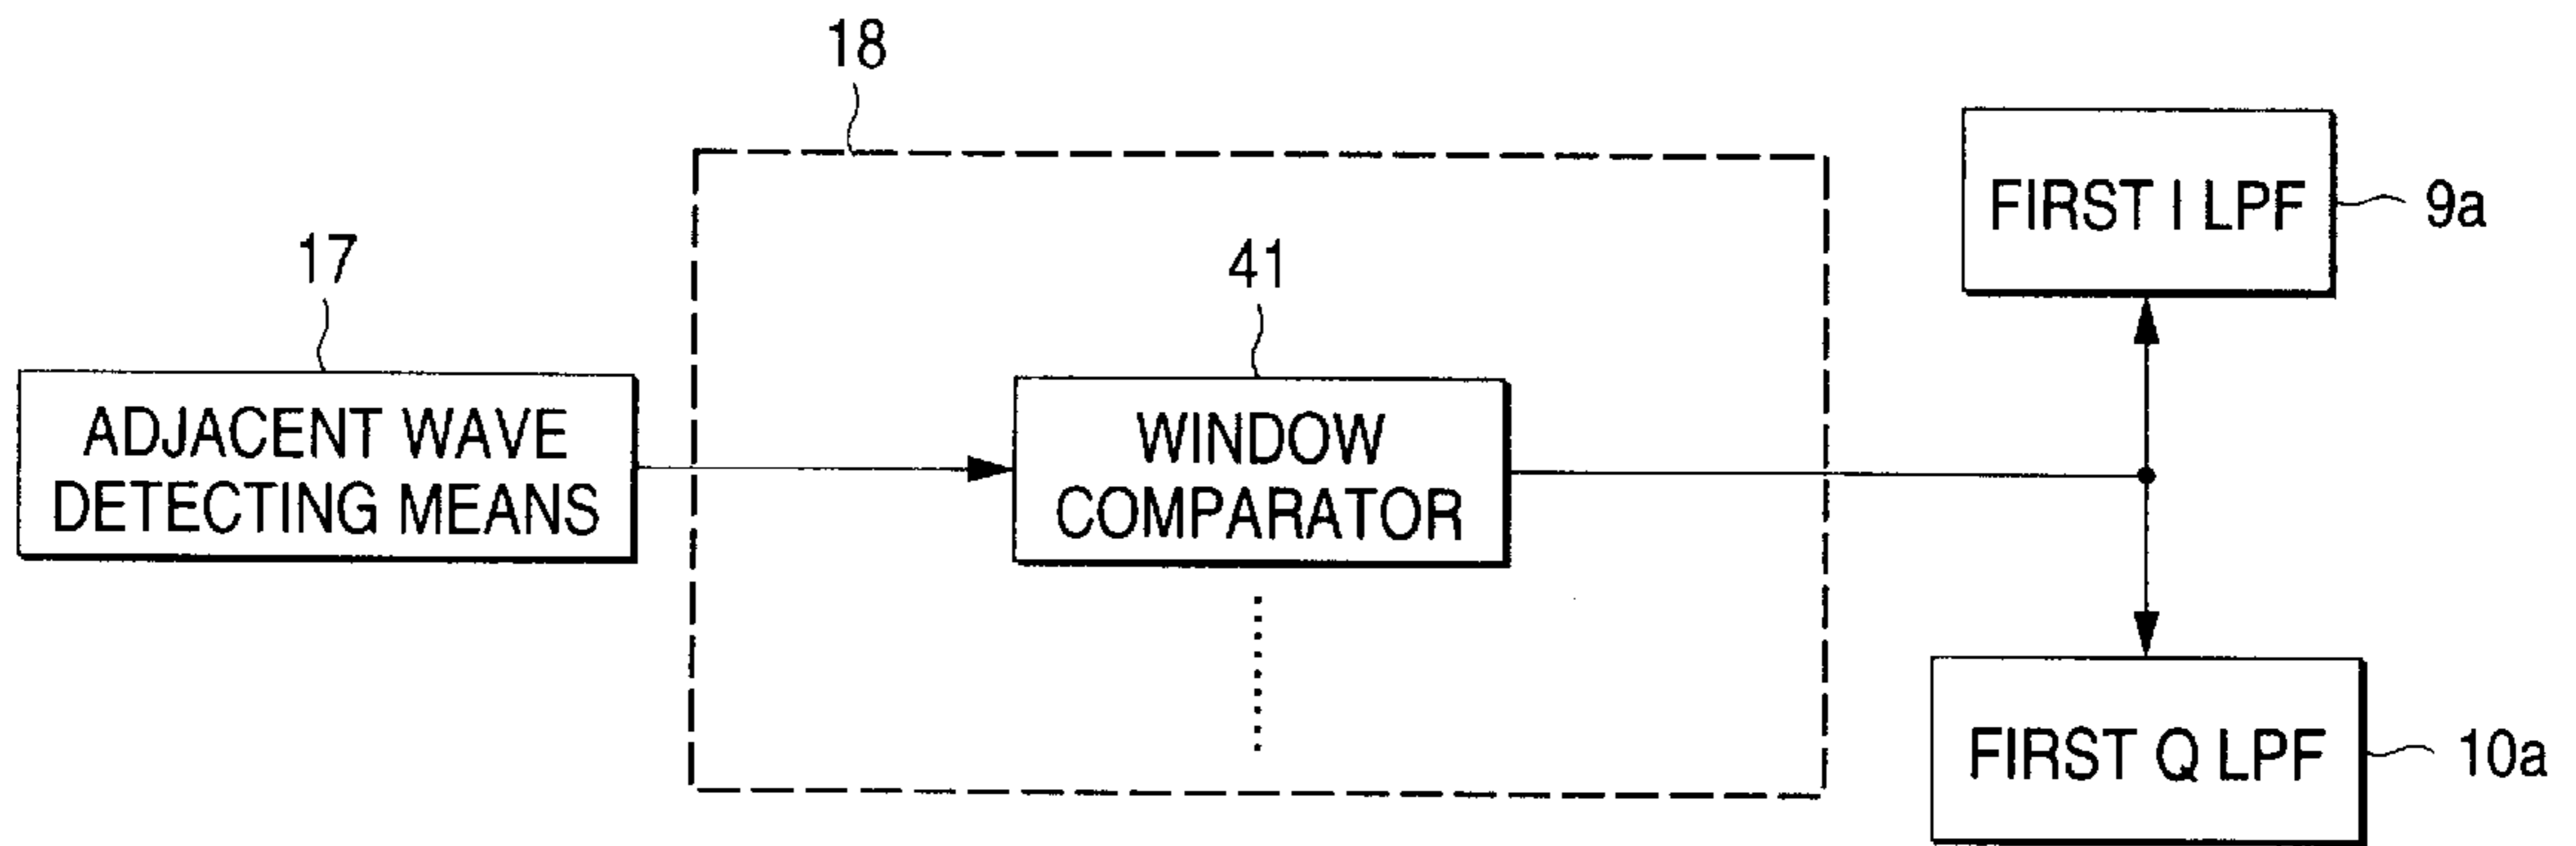 18
17
ADJACENT WAVE
DETECTING MEANS
41
WINDOW
COMPARATOR
FIRST I LPF
9a
FIRST Q LPF
10a